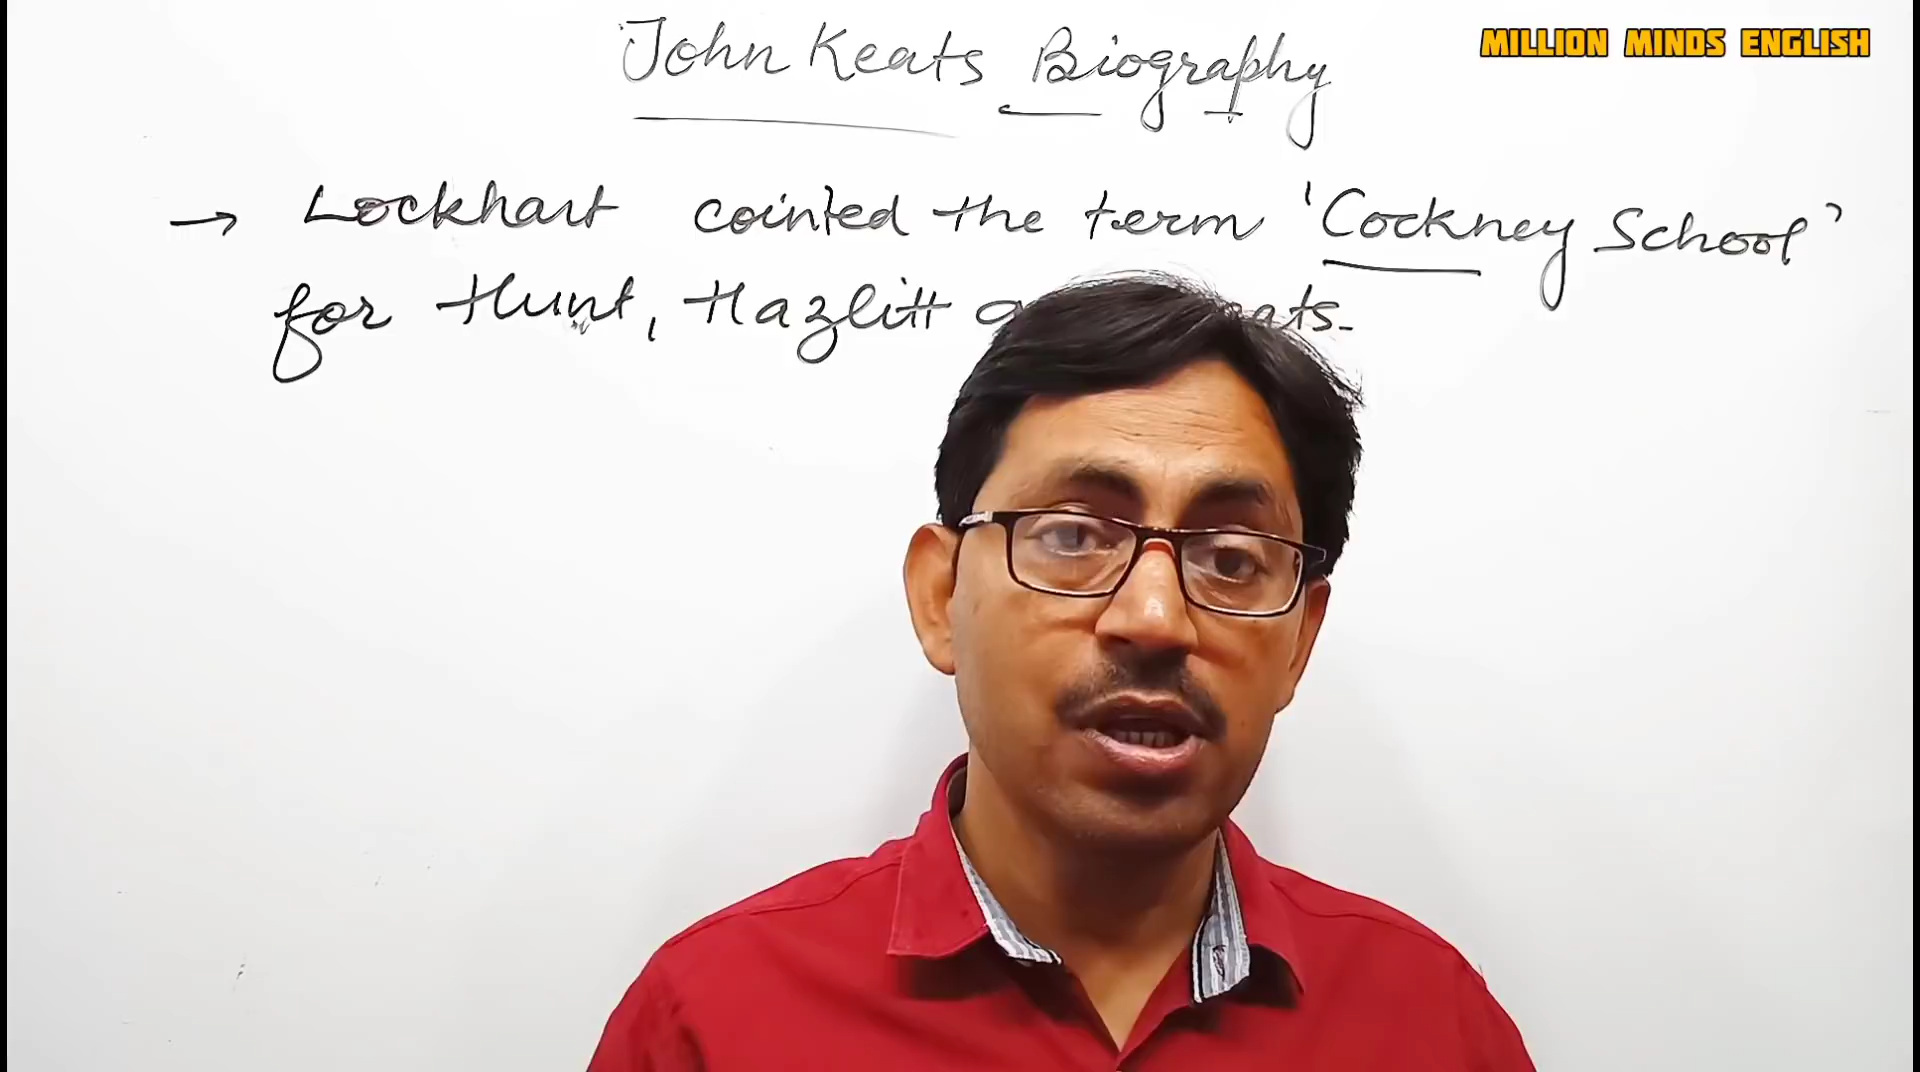 John Keats Biography
MILLION MINDS ENGLISH
→ Lockhart cointed the term 'Cockney School'
for Hunt, Hazlitt